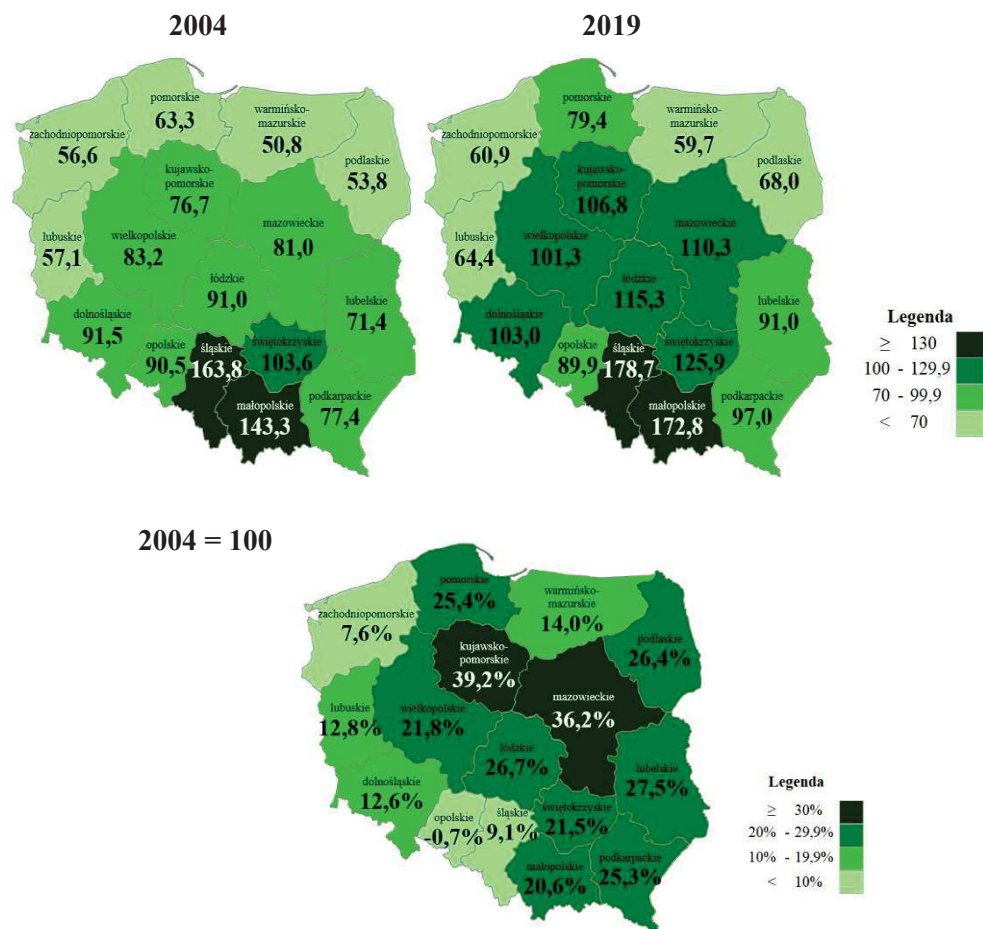 2004
pomorskie
63,3
warmińsko-
mazurskie
50,8
zachodniopomorskie
56,6
podlaskie
53,8
kujawsko-
pomorskie
76,7
mazowieckie
81,0
lubuskie
57,1
wielkopolskie
83,2
łódzkie
91,0
lubelskie
71,4
dolnośląskie
91,5
opolskie
90,5
śląskie
163,8
świętokrzyskie
103,6
małopolskie
143,3
podkarpackie
77,4
2019
pomorskie
79,4
warmińsko-
mazurskie
59,7
zachodniopomorskie
60,9
podlaskie
68,0
kujawsko-
pomorskie
106,8
mazowieckie
110,3
lubuskie
64,4
wielkopolskie
101,3
łódzkie
115,3
lubelskie
91,0
dolnośląskie
103,0
opolskie
89,9
śląskie
178,7
świętokrzyskie
125,9
małopolskie
172,8
podkarpackie
97,0
Legenda
≥ 130
100 - 129,9
70 - 99,9
< 70
2004 = 100
pomorskie
25,4%
warmińsko-
mazurskie
14,0%
zachodniopomorskie
7,6%
podlaskie
26,4%
kujawsko-
pomorskie
39,2%
mazowieckie
36,2%
lubuskie
12,8%
wielkopolskie
21,8%
łódzkie
26,7%
lubelskie
27,5%
dolnośląskie
12,6%
opolskie
-0,7%
śląskie
9,1%
świętokrzyskie
21,5%
małopolskie
20,6%
podkarpackie
25,3%
Legenda
≥ 30%
20% - 29,9%
10% - 19,9%
< 10%